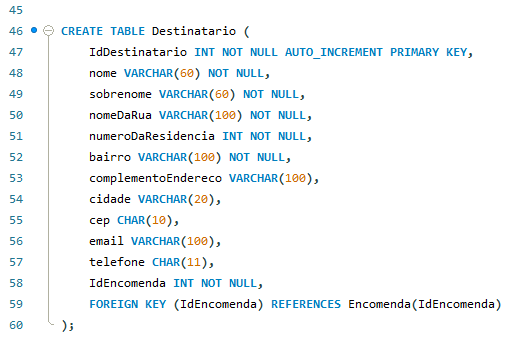 45
46 CREATE TABLE Destinatario (
47 IdDestinatario INT NOT NULL AUTO_INCREMENT PRIMARY KEY,
48 nome VARCHAR(60) NOT NULL,
49 sobrenome VARCHAR(60) NOT NULL,
50 nomeDaRua VARCHAR(100) NOT NULL,
51 numeroDaResidencia INT NOT NULL,
52 bairro VARCHAR(100) NOT NULL,
53 complementoEndereco VARCHAR(100),
54 cidade VARCHAR(20),
55 cep CHAR(10),
56 email VARCHAR(100),
57 telefone CHAR(11),
58 IdEncomenda INT NOT NULL,
59 FOREIGN KEY (IdEncomenda) REFERENCES Encomenda(IdEncomenda)
60 );